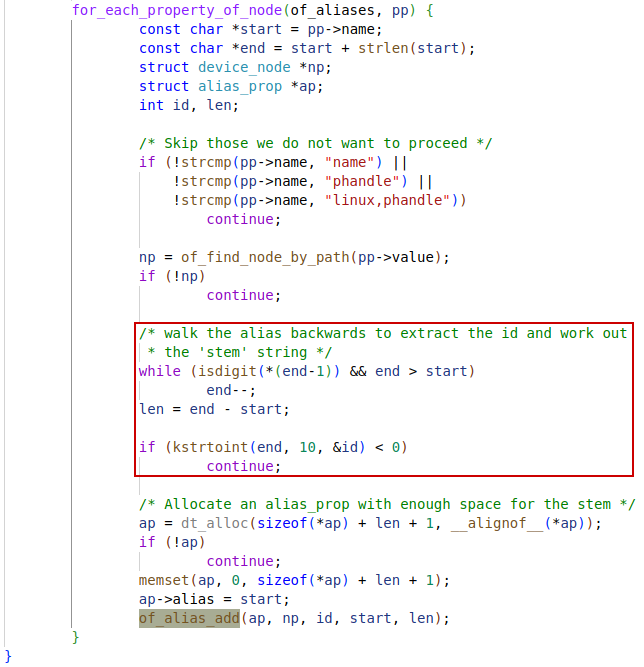 for_each_property_of_node(of_aliases, pp) {
const char *start = pp->name;
const char *end = start + strlen(start);
struct device_node *np;
struct alias_prop *ap;
int id, len;
/* Skip those we do not want to proceed */
if (!strcmp(pp->name, "name") ||
!strcmp(pp->name, "phandle") ||
!strcmp(pp->name, "linux,phandle"))
continue;
np = of_find_node_by_path(pp->value);
if (!np)
continue;
/* walk the alias backwards to extract the id and work out
* the 'stem' string */
while (isdigit(*(end-1)) && end > start)
end--;
len = end - start;
if (kstrtoint(end, 10, &id) < 0)
continue;
/* Allocate an alias_prop with enough space for the stem */
ap = dt_alloc(sizeof(*ap) + len + 1, __alignof__(*ap));
if (!ap)
continue;
memset(ap, 0, sizeof(*ap) + len + 1);
ap->alias = start;
of_alias_add(ap, np, id, start, len);
}
}